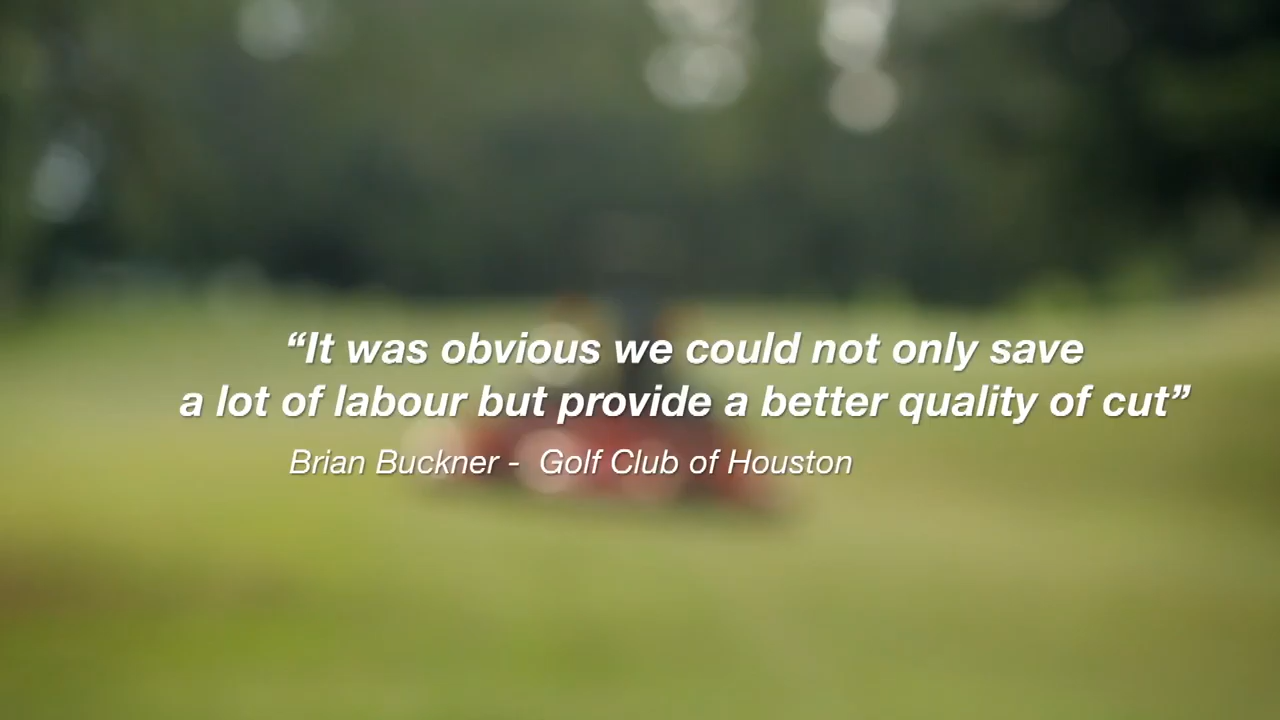 “It was obvious we could not only save
a lot of labour but provide a better quality of cut”
Brian Buckner - Golf Club of Houston